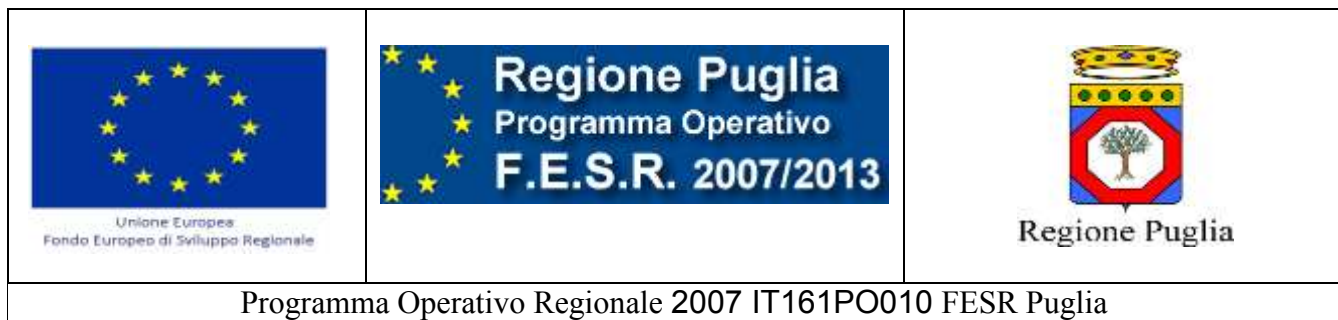 Unione Europea
Fondo Europeo di Sviluppo Regionale
Regione Puglia
Programma Operativo
F.E.S.R. 2007/2013
Regione Puglia
Programma Operativo Regionale 2007 IT161PO010 FESR Puglia